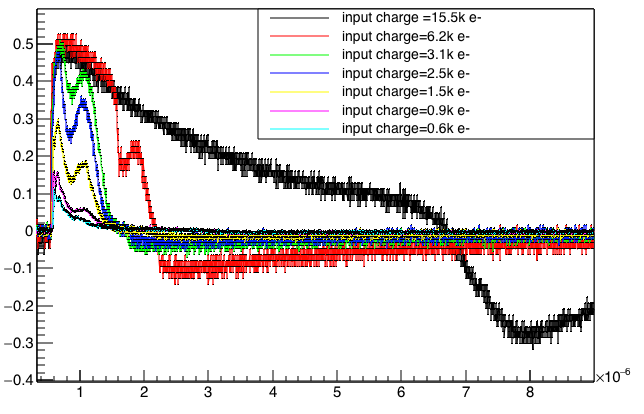 input charge =15.5k e-
input charge=6.2k e-
input charge=3.1k e-
input charge=2.5k e-
input charge=1.5k e-
input charge=0.9k e-
input charge=0.6k e-
0.5
0.4
0.3
0.2
0.1
0
−0.1
−0.2
−0.3
−0.4
1 2 3 4 5 6 7 8
×10⁻⁶